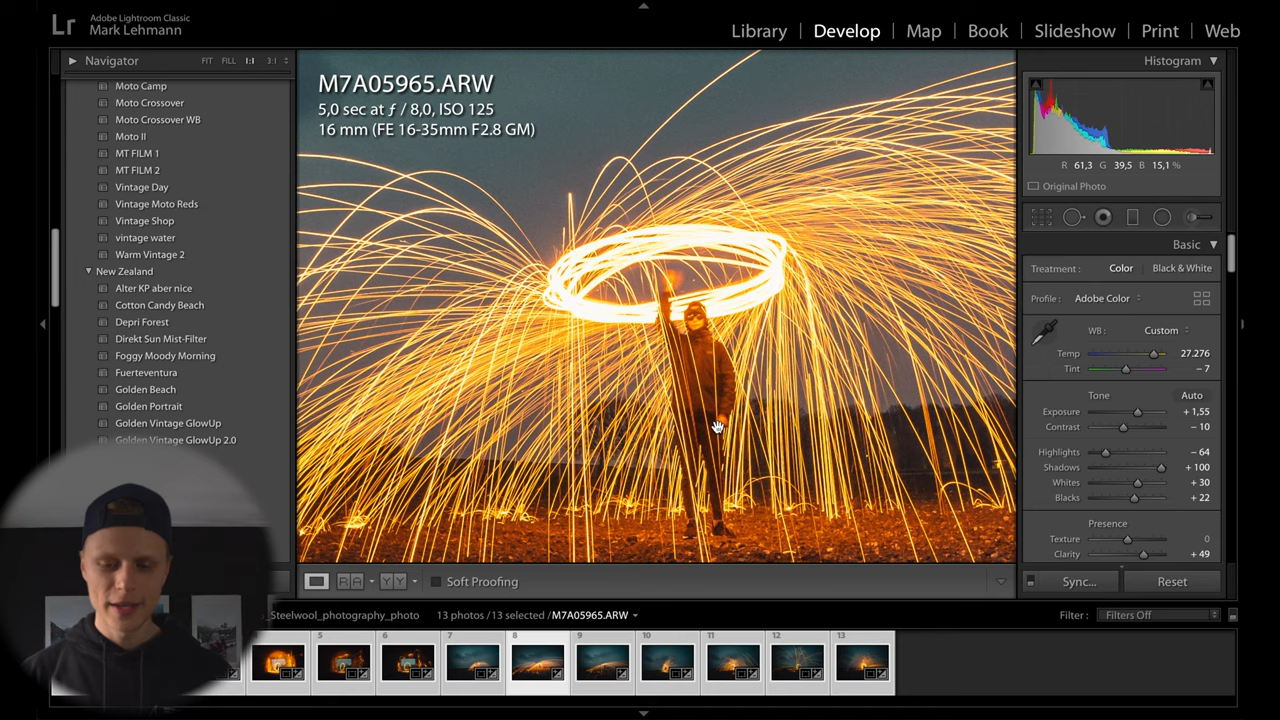 Lr
Adobe Lightroom Classic
Mark Lehmann
Library | Develop | Map | Book | Slideshow | Print | Web
Navigator FIT FILL 1:1 3:1
Moto Camp
Moto Crossover
Moto Crossover WB
Moto II
MT FILM 1
MT FILM 2
Vintage Day
Vintage Moto Reds
Vintage Shop
vintage water
Warm Vintage 2
New Zealand
Alter KP aber nice
Cotton Candy Beach
Depri Forest
Direkt Sun Mist-Filter
Foggy Moody Morning
Fuerteventura
Golden Beach
Golden Portrait
Golden Vintage GlowUp
Golden Vintage GlowUp 2.0
M7A05965.ARW
5,0 sec at ƒ / 8,0, ISO 125
16 mm (FE 16-35mm F2.8 GM)
Histogram
R 61,3 G 39,5 B 15,1 %
Original Photo
Basic
Treatment : Color Black & White
Profile : Adobe Color
WB : Custom
Temp 27.276
Tint – 7
Tone Auto
Exposure + 1,55
Contrast – 10
Highlights – 64
Shadows + 100
Whites + 30
Blacks + 22
Presence
Texture 0
Clarity + 49
Sync... Reset
R A Y Y Soft Proofing
_Steelwool_photography_photo 13 photos /13 selected /M7A05965.ARW
Filter : Filters Off
5 6 7 8 9 10 11 12 13